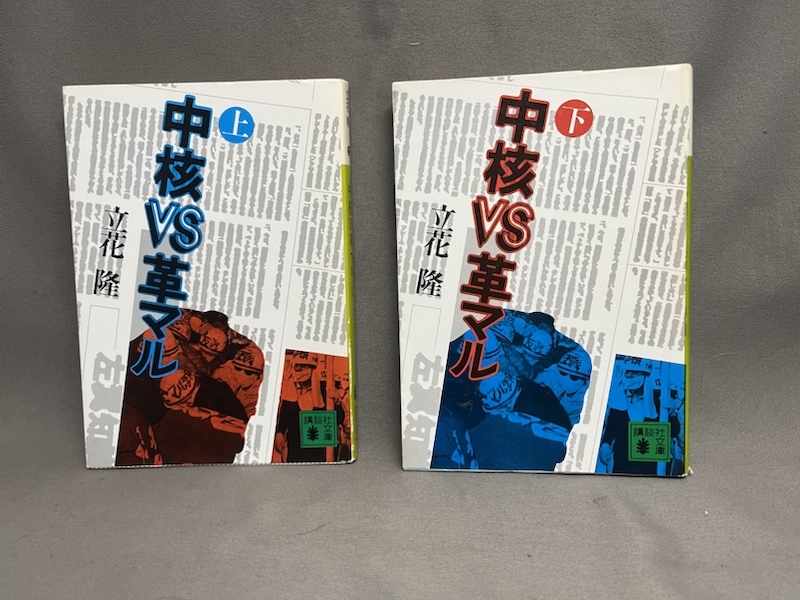 上
中核VS革マル
立花 隆
講談社文庫
下
中核VS革マル
立花 隆
講談社文庫